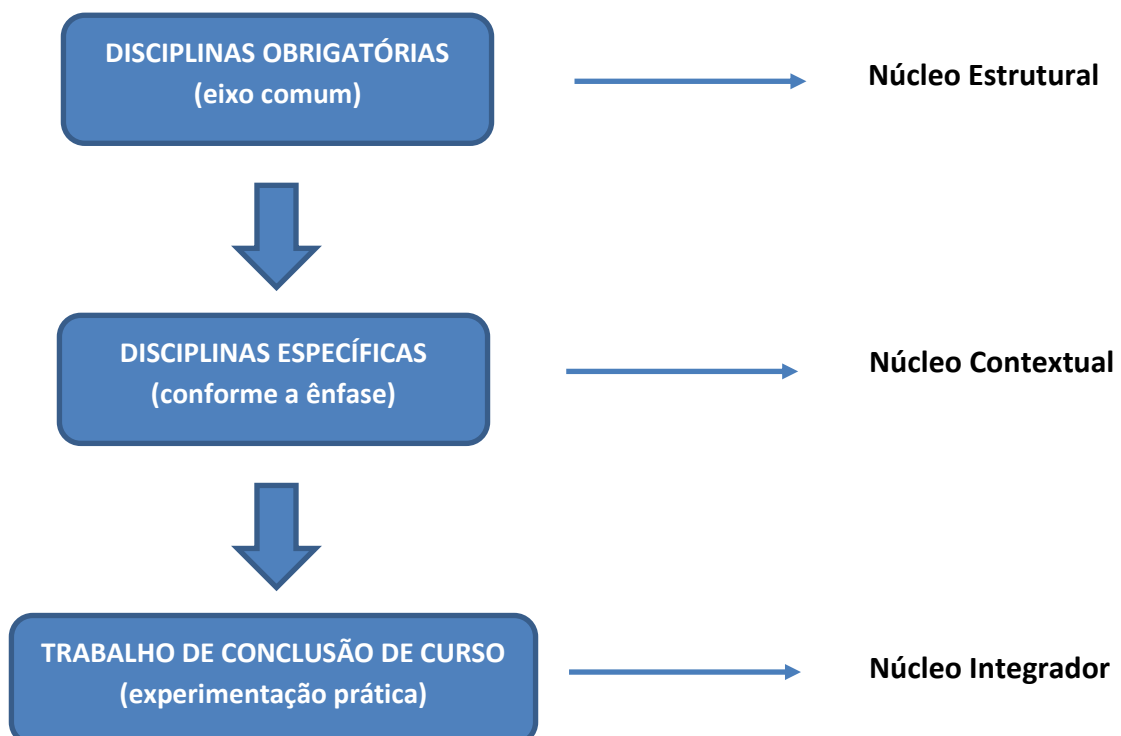 DISCIPLINAS OBRIGATÓRIAS
(eixo comum)
Núcleo Estrutural
DISCIPLINAS ESPECÍFICAS
(conforme a ênfase)
Núcleo Contextual
TRABALHO DE CONCLUSÃO DE CURSO
(experimentação prática)
Núcleo Integrador